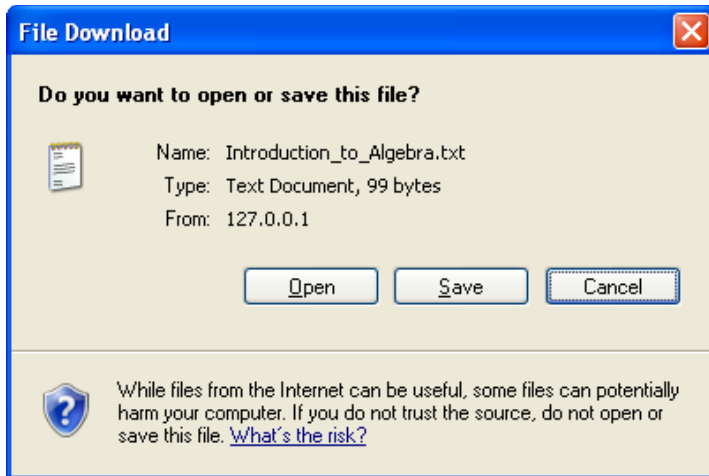 File Download
Do you want to open or save this file?
Name: Introduction_to_Algebra.txt
Type: Text Document, 99 bytes
From: 127.0.0.1
Open Save Cancel
While files from the Internet can be useful, some files can potentially
harm your computer. If you do not trust the source, do not open or
save this file. What's the risk?